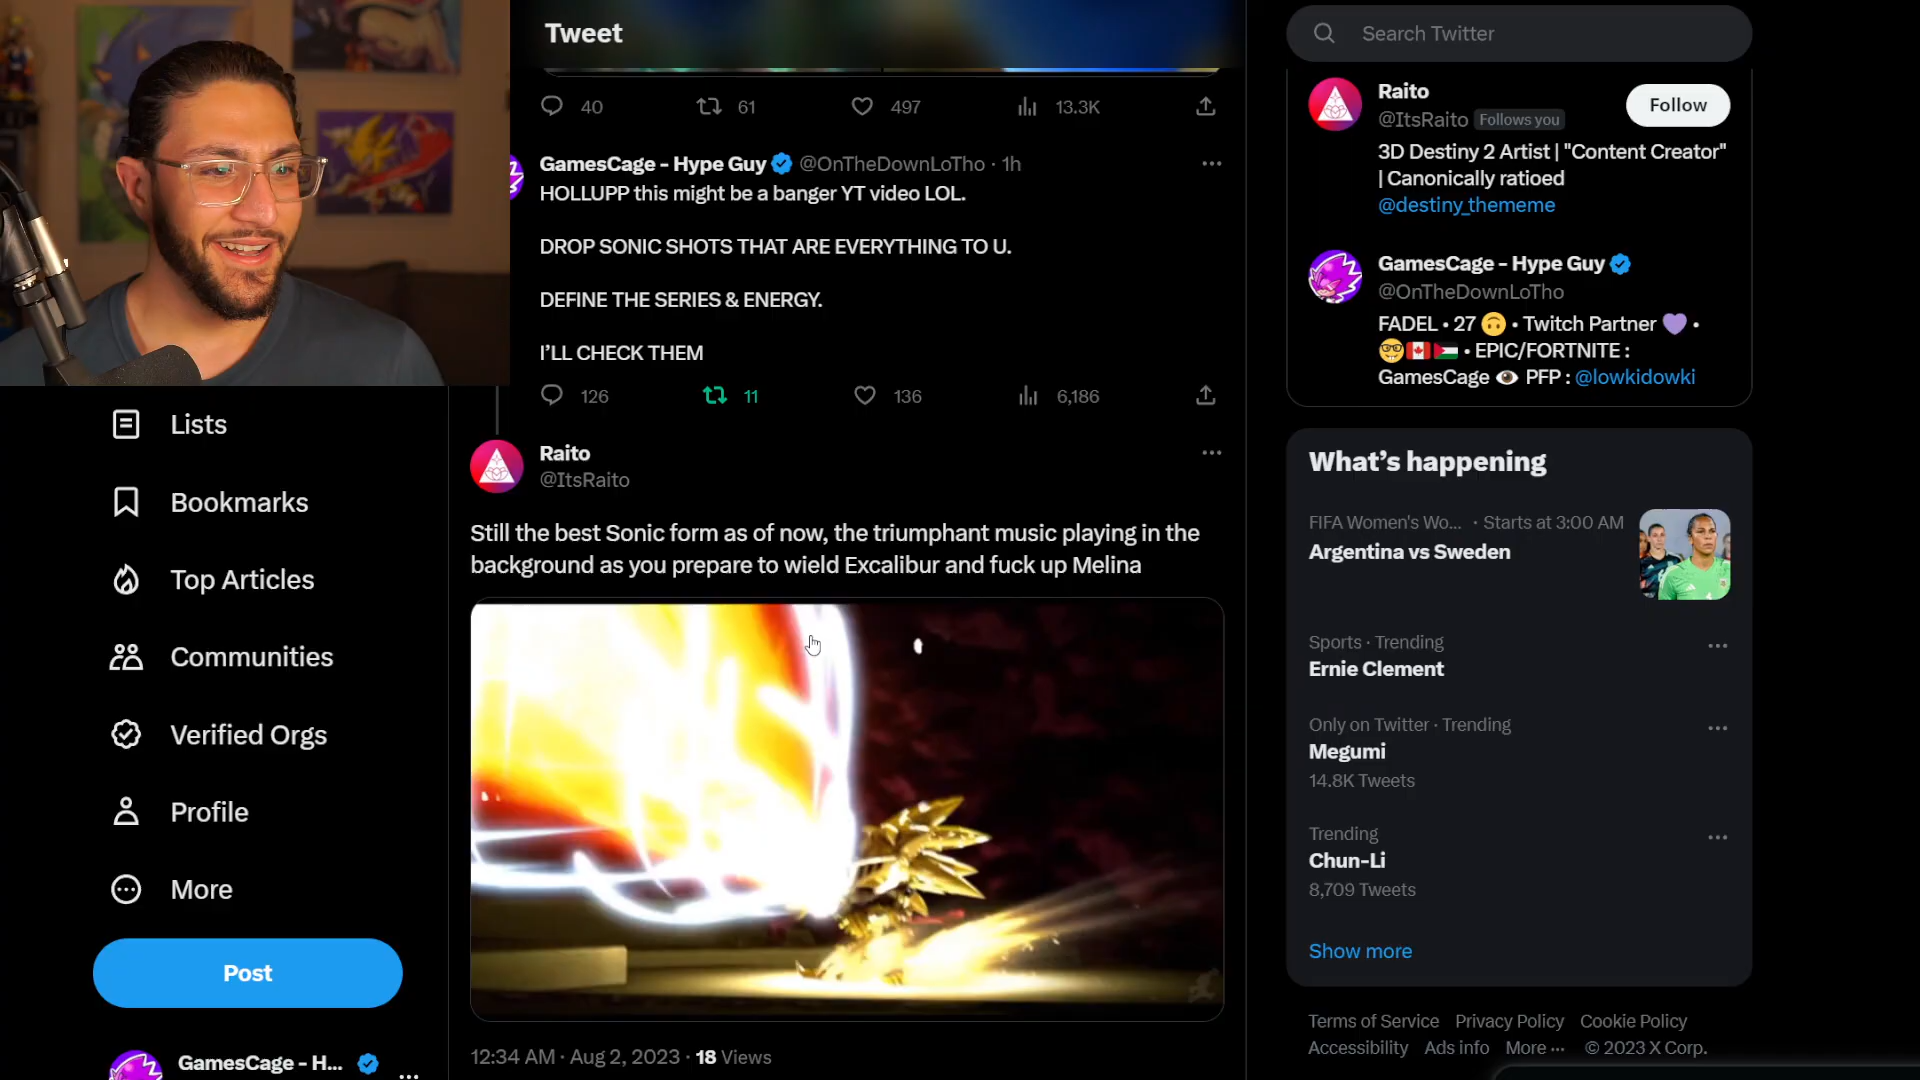 Tweet
40
61
497
13.3K
GamesCage - Hype Guy @OnTheDownLoTho · 1h
HOLLUPP this might be a banger YT video LOL.
DROP SONIC SHOTS THAT ARE EVERYTHING TO U.
DEFINE THE SERIES & ENERGY.
I'LL CHECK THEM
126
11
136
6,186
Raito
@ItsRaito
Still the best Sonic form as of now, the triumphant music playing in the
background as you prepare to wield Excalibur and fuck up Melina
12:34 AM · Aug 2, 2023 · 18 Views
Lists
Bookmarks
Top Articles
Communities
Verified Orgs
Profile
More
Post
GamesCage - H...
Search Twitter
Raito
@ItsRaito Follows you
Follow
3D Destiny 2 Artist | "Content Creator"
| Canonically ratioed
@destiny_thememe
GamesCage - Hype Guy
@OnTheDownLoTho
FADEL • 27 🙃 • Twitch Partner 💜 •
🤓🇨🇦🇵🇸 • EPIC/FORTNITE :
GamesCage 👁 PFP : @lowkidowki
What's happening
FIFA Women's Wo... · Starts at 3:00 AM
Argentina vs Sweden
Sports · Trending
Ernie Clement
Only on Twitter · Trending
Megumi
14.8K Tweets
Trending
Chun-Li
8,709 Tweets
Show more
Terms of Service Privacy Policy Cookie Policy
Accessibility Ads info More ··· © 2023 X Corp.